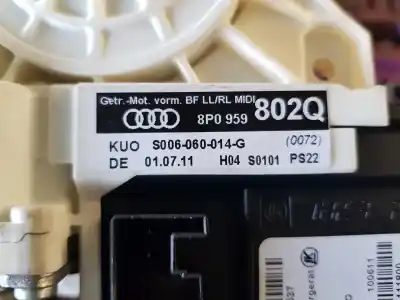 Getr.-Mot. vorm. BF LL/RL MIDI
8P0 959 802Q
KUO S006-060-014-G (0072)
DE 01.07.11 H04 S0101 PS22
100611